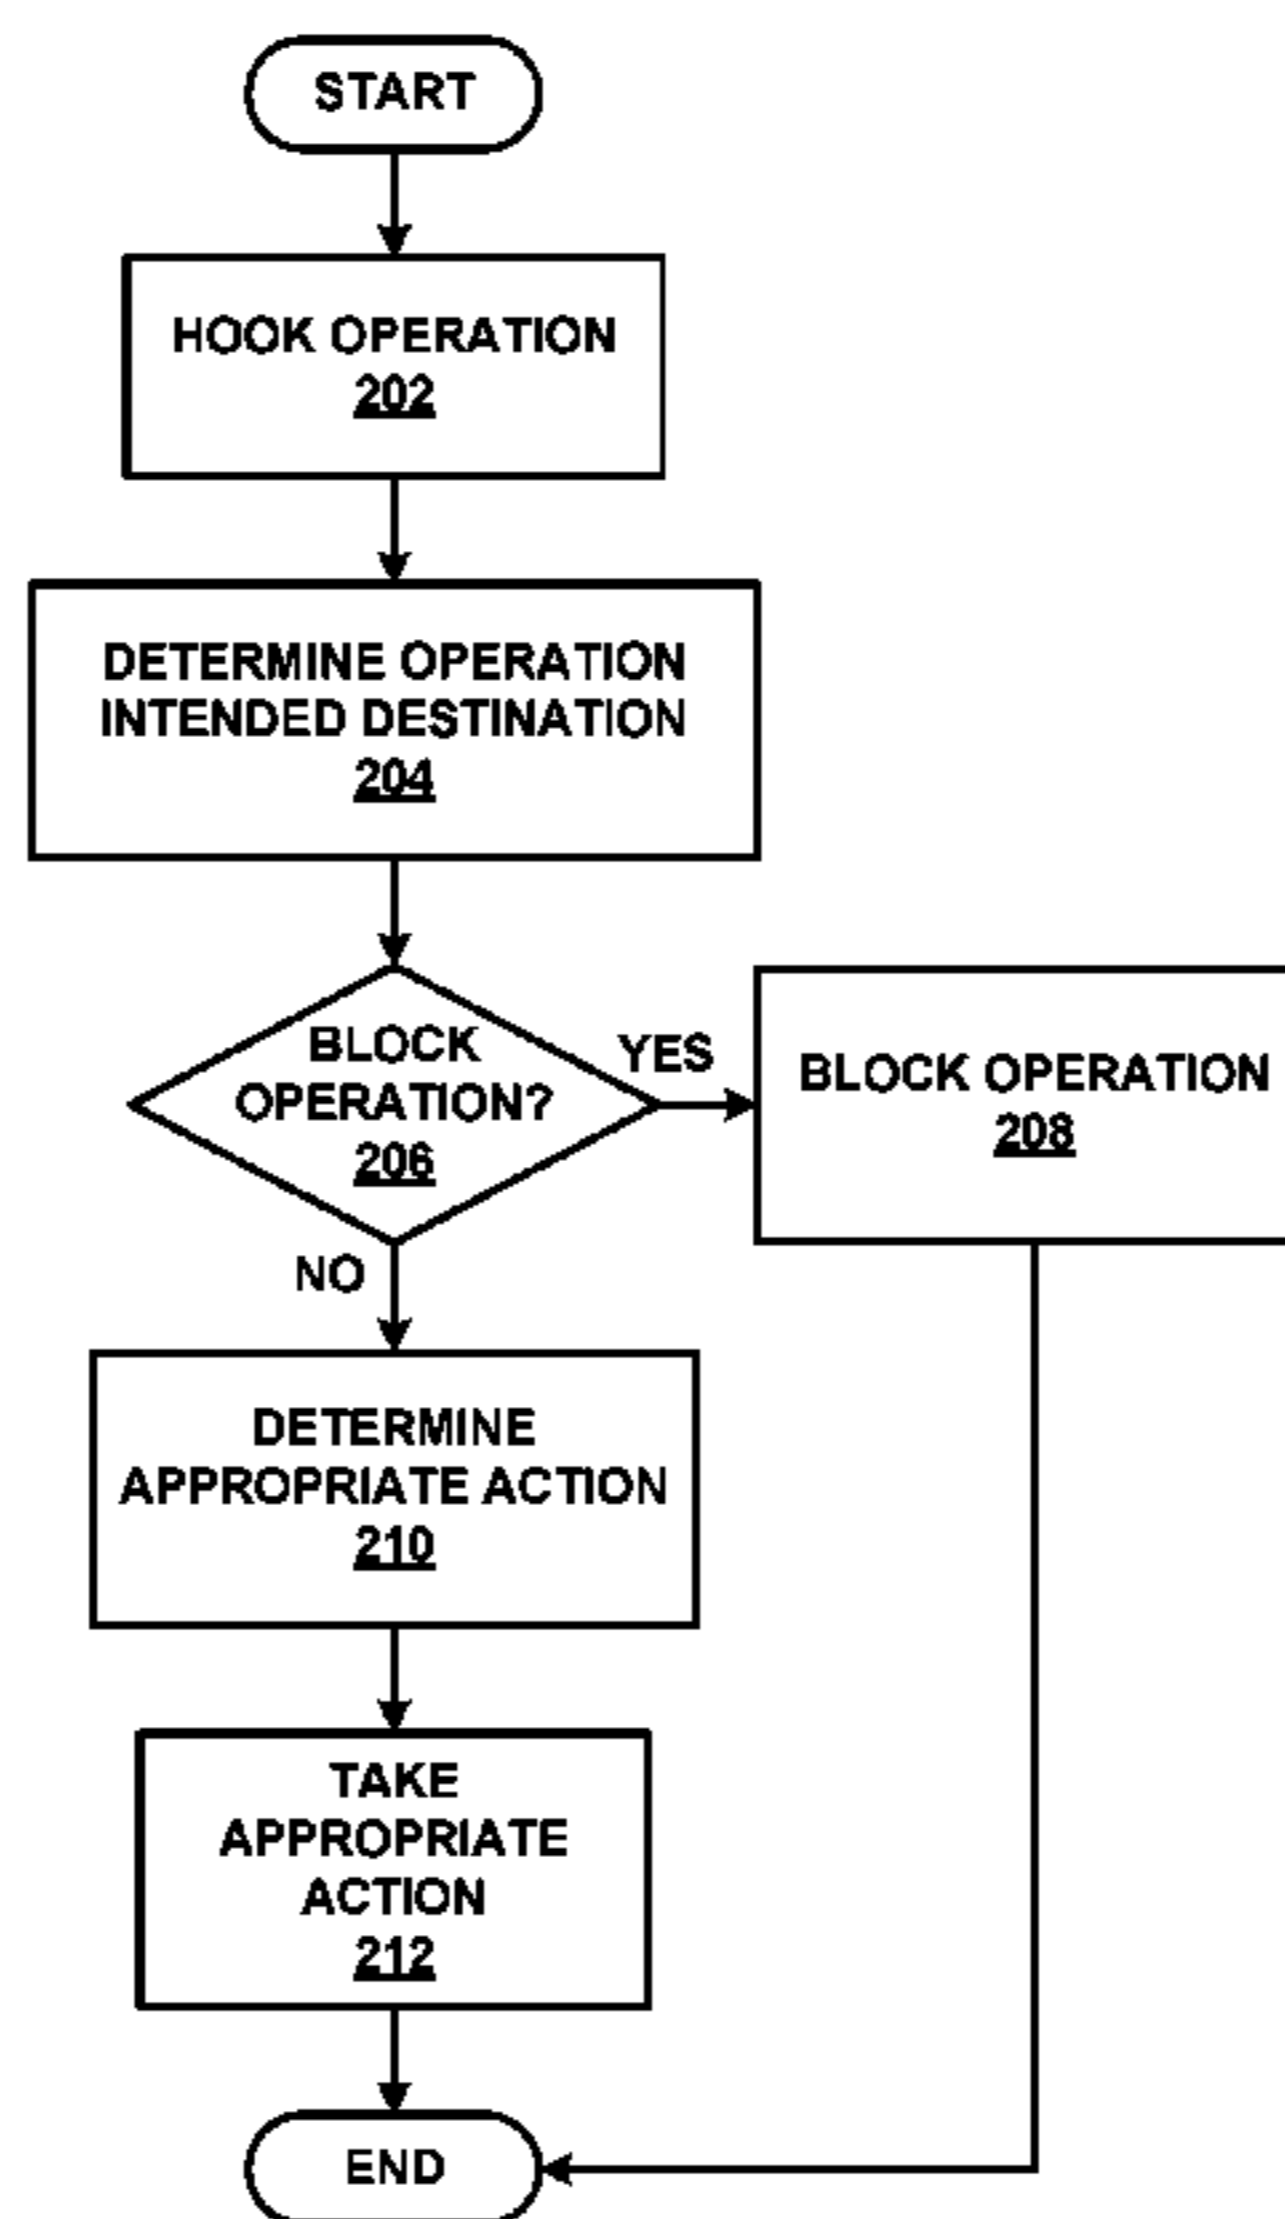 START
HOOK OPERATION
202
DETERMINE OPERATION
INTENDED DESTINATION
204
BLOCK
OPERATION?
206
YES
BLOCK OPERATION
208
NO
DETERMINE
APPROPRIATE ACTION
210
TAKE
APPROPRIATE
ACTION
212
END